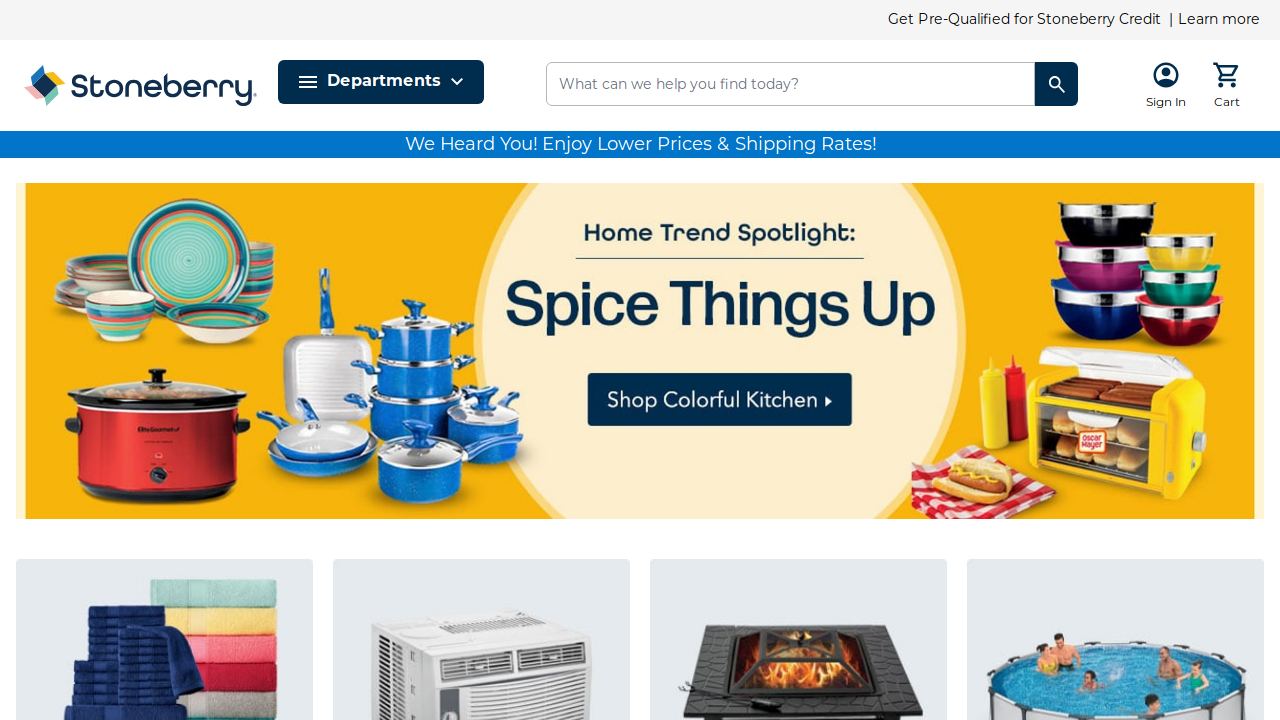 Get Pre-Qualified for Stoneberry Credit | Learn more
Stoneberry
Departments
What can we help you find today?
Sign In
Cart
We Heard You! Enjoy Lower Prices & Shipping Rates!
Home Trend Spotlight:
Spice Things Up
Shop Colorful Kitchen
EliteGourmet
OSCAR
MAYER